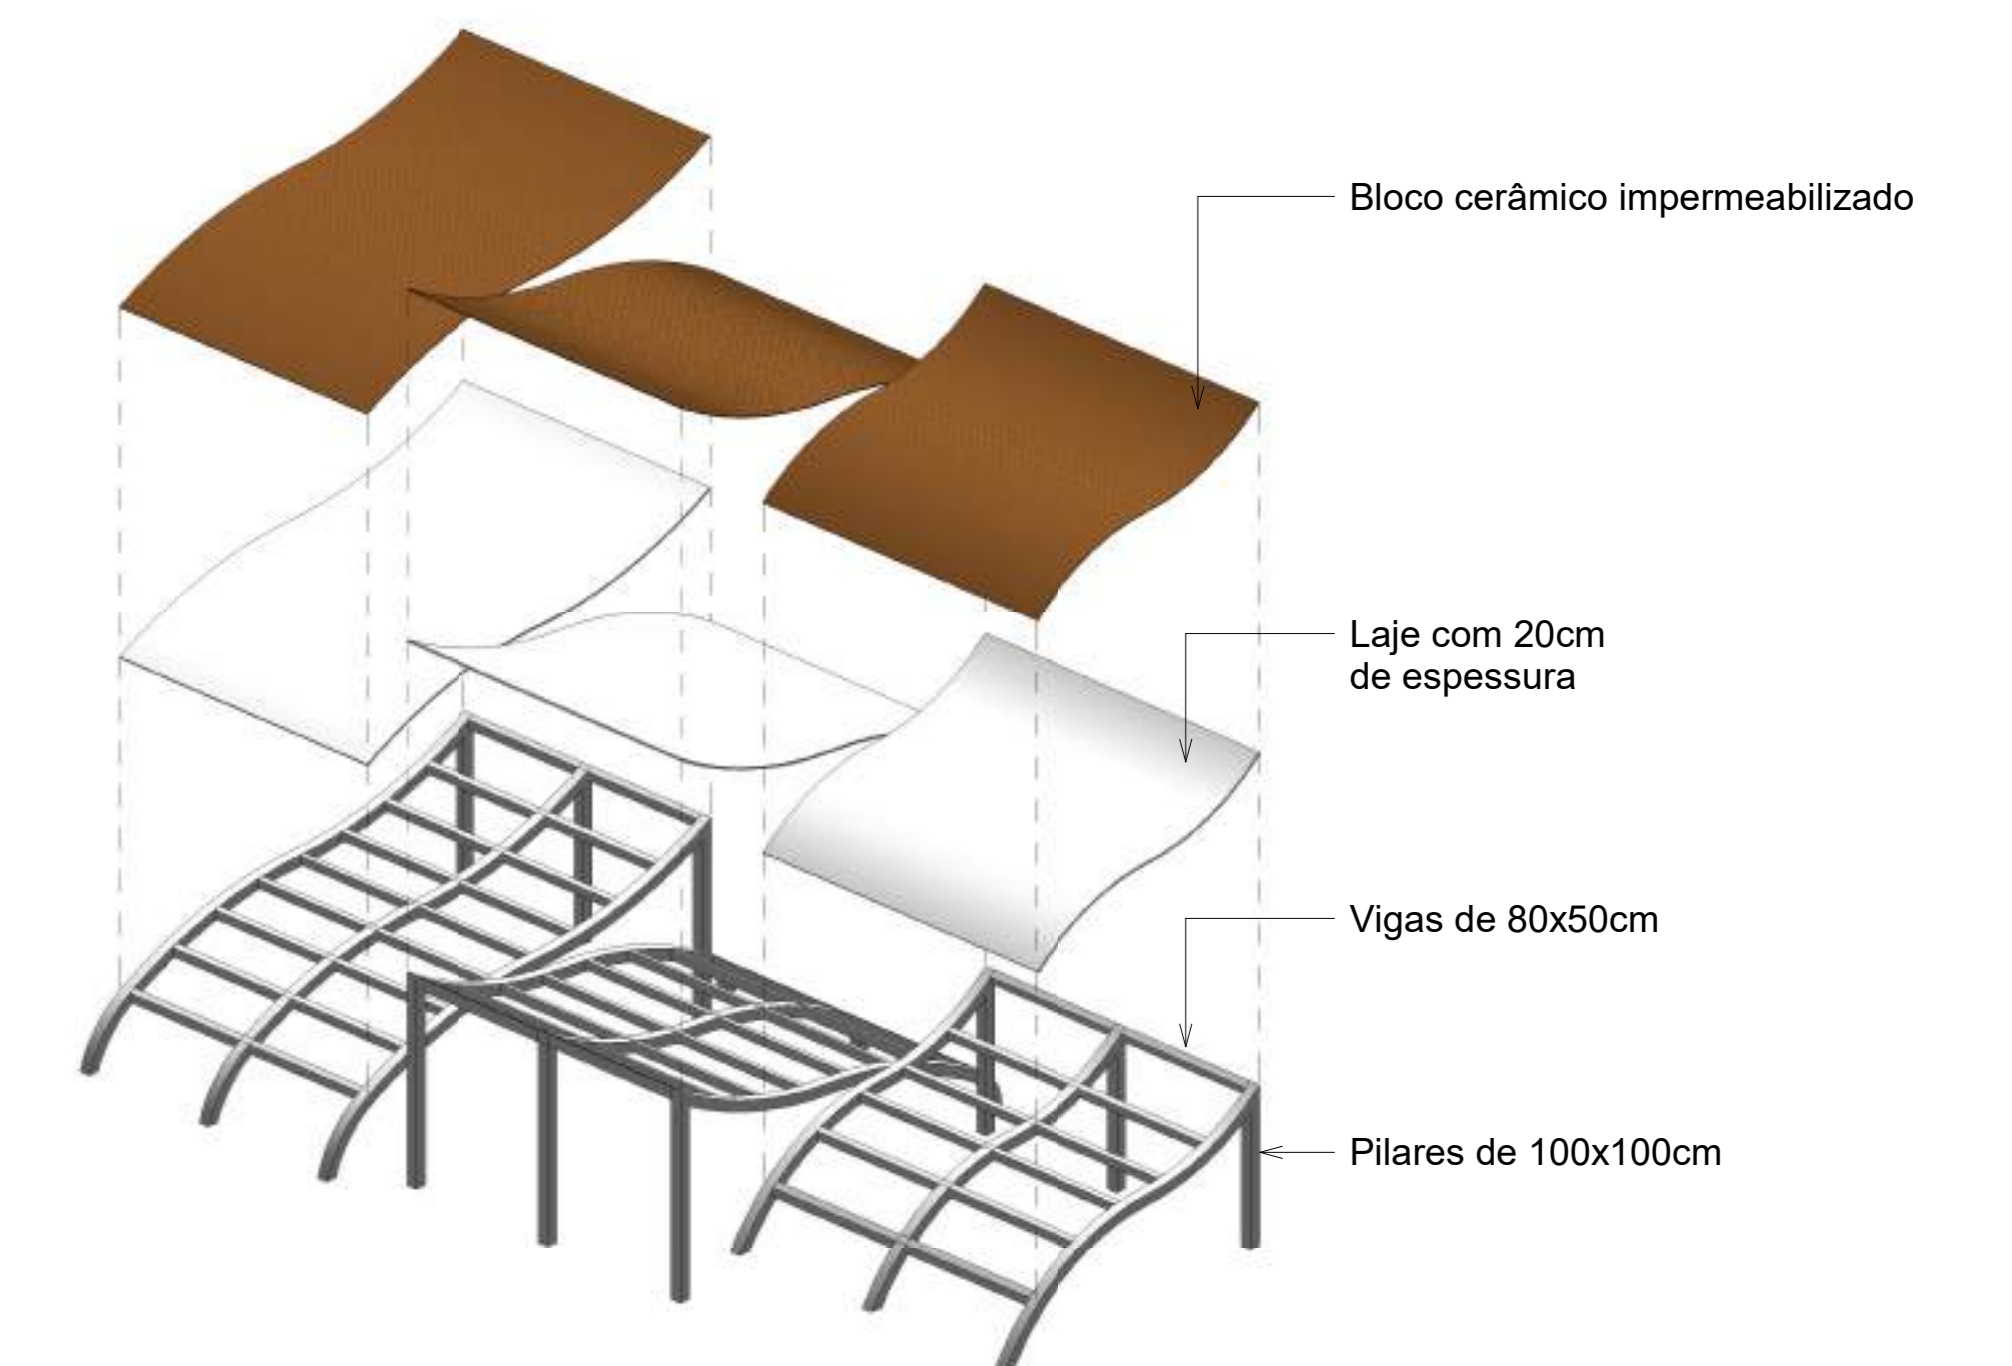 Bloco cerâmico impermeabilizado
Laje com 20cm
de espessura
Vigas de 80x50cm
Pilares de 100x100cm